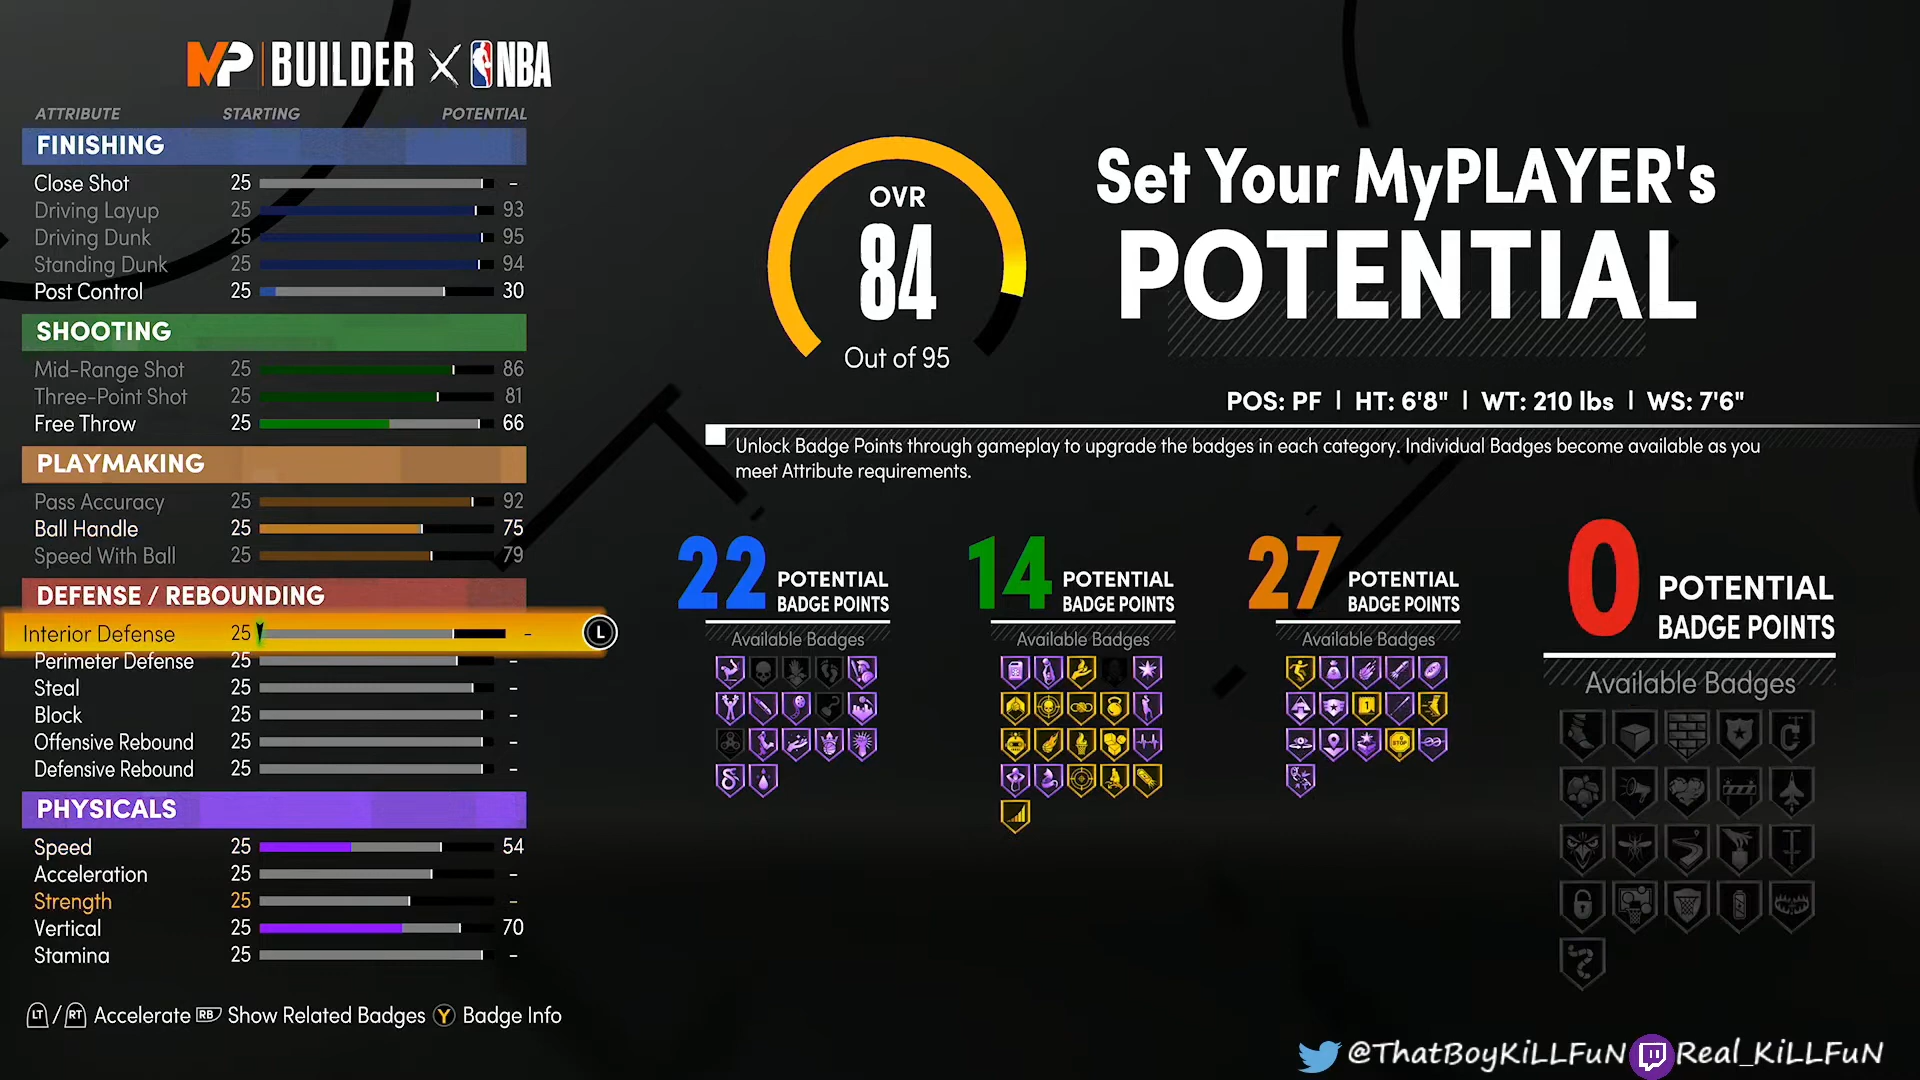 MP | BUILDER X NBA
ATTRIBUTE STARTING POTENTIAL
FINISHING
Close Shot 25 -
Driving Layup 25 93
Driving Dunk 25 95
Standing Dunk 25 94
Post Control 25 30
SHOOTING
Mid-Range Shot 25 86
Three-Point Shot 25 81
Free Throw 25 66
PLAYMAKING
Pass Accuracy 25 92
Ball Handle 25 75
Speed With Ball 25 79
DEFENSE / REBOUNDING
Interior Defense 25 - L
Perimeter Defense 25 -
Steal 25 -
Block 25 -
Offensive Rebound 25 -
Defensive Rebound 25 -
PHYSICALS
Speed 25 54
Acceleration 25 -
Strength 25 -
Vertical 25 70
Stamina 25 -
LT / RT Accelerate RB Show Related Badges Y Badge Info
OVR
84
Out of 95
Set Your MyPLAYER's
POTENTIAL
POS: PF | HT: 6'8" | WT: 210 lbs | WS: 7'6"
Unlock Badge Points through gameplay to upgrade the badges in each category. Individual Badges become available as you
meet Attribute requirements.
22 POTENTIAL
BADGE POINTS
Available Badges
14 POTENTIAL
BADGE POINTS
Available Badges
27 POTENTIAL
BADGE POINTS
Available Badges
0 POTENTIAL
BADGE POINTS
Available Badges
@ThatBoyKiLLFuN Real_KiLLFuN